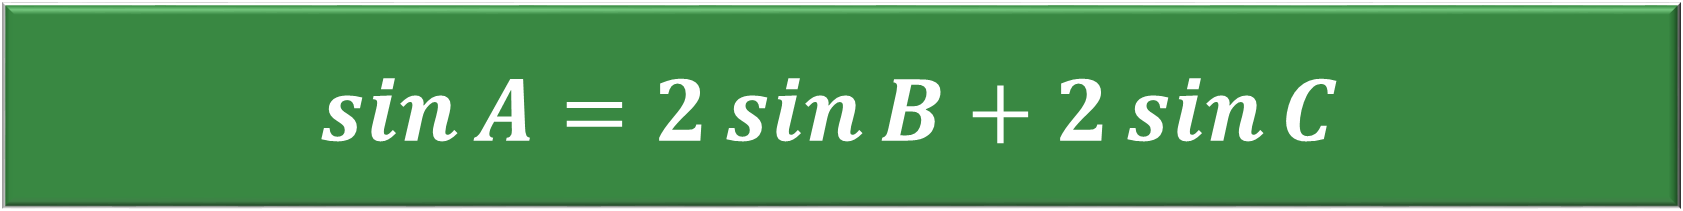 sin A = 2 sin B + 2 sin C